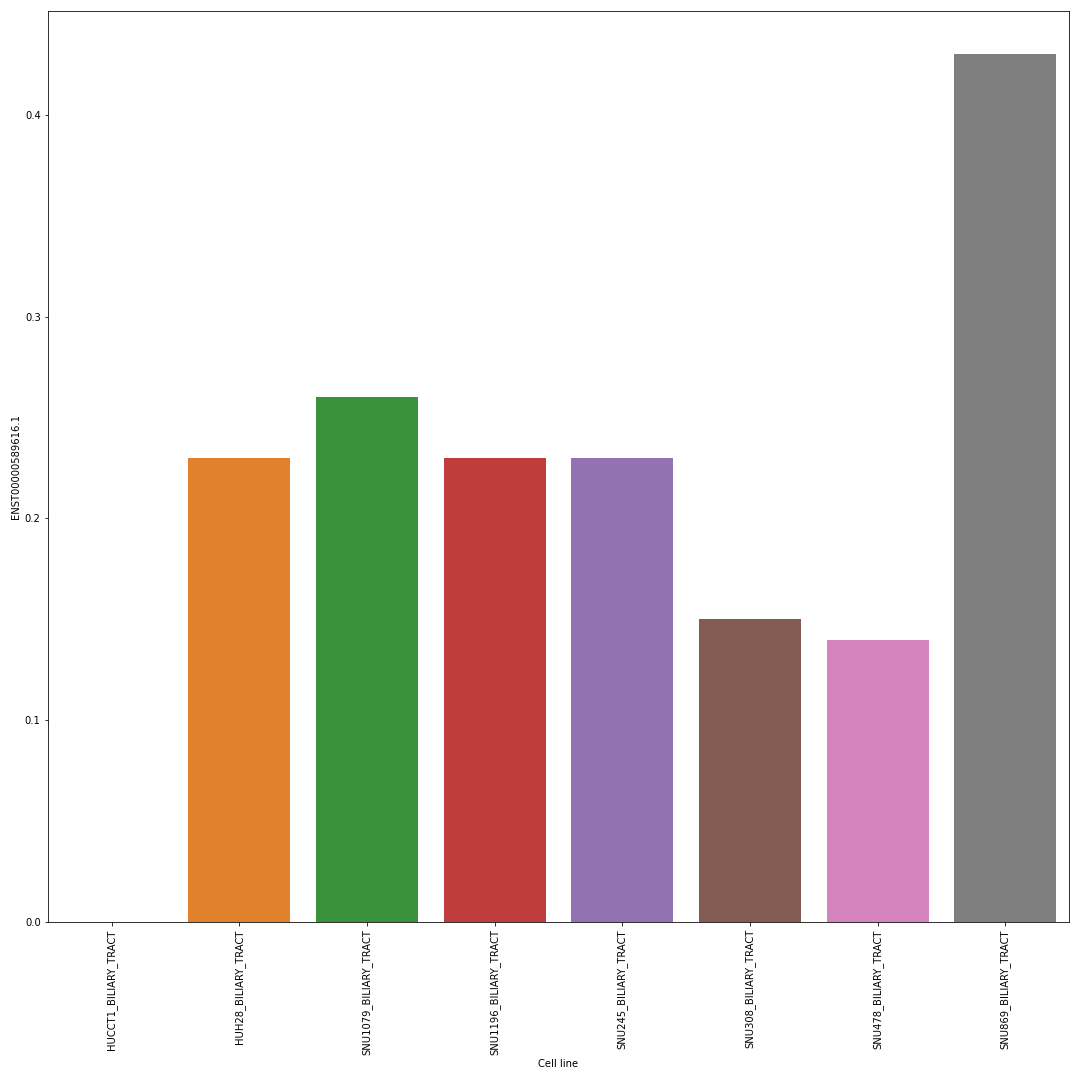 ENST00000589616.1
0.4
0.3
0.2
0.1
0.0
HUCCT1_BILIARY_TRACT
HUH28_BILIARY_TRACT
SNU1079_BILIARY_TRACT
SNU1196_BILIARY_TRACT
SNU245_BILIARY_TRACT
SNU308_BILIARY_TRACT
SNU478_BILIARY_TRACT
SNU869_BILIARY_TRACT
Cell line